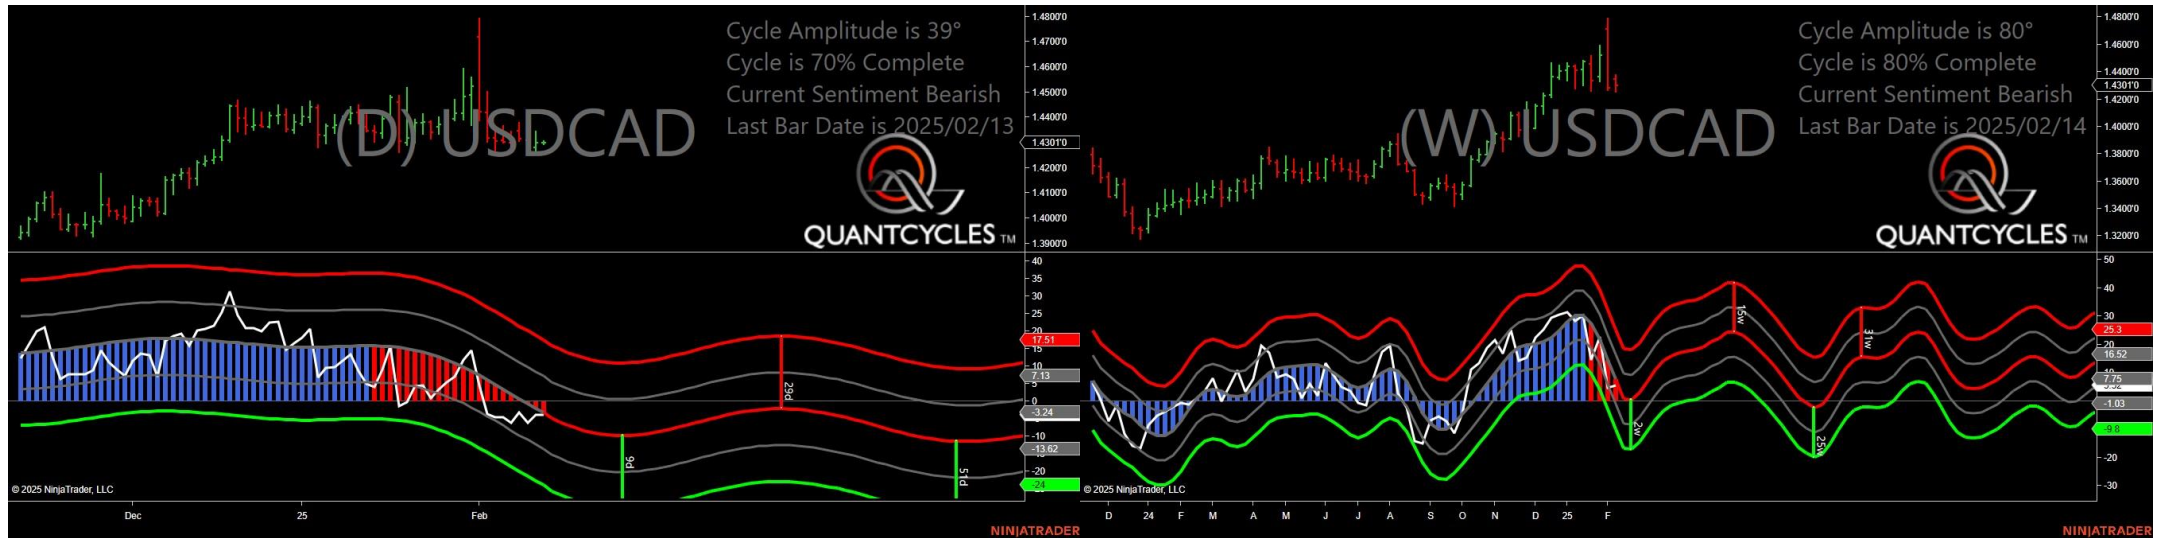 Cycle Amplitude is 39°
Cycle is 70% Complete
Current Sentiment Bearish
Last Bar Date is 2025/02/13
(D) USDCAD
QUANTCYCLES TM
1.4800'0
1.4700'0
1.4600'0
1.4500'0
1.4400'0
1.4301'0
1.4200'0
1.4100'0
1.4000'0
1.3900'0
40
35
30
25
20
17.51
15
7.13
5
0
-3.24
-10
-13.62
-20
-24
9d
29d
51d
© 2025 NinjaTrader, LLC
Dec
25
Feb
NINJATRADER
Cycle Amplitude is 80°
Cycle is 80% Complete
Current Sentiment Bearish
Last Bar Date is 2025/02/14
(W) USDCAD
QUANTCYCLES TM
1.4800'0
1.4600'0
1.4400'0
1.4301'0
1.4200'0
1.4000'0
1.3800'0
1.3600'0
1.3400'0
1.3200'0
50
40
30
25.3
20
16.52
7.75
-1.03
-9.8
-20
-30
2w
15w
25w
31w
© 2025 NinjaTrader, LLC
D 24 F M A M J J A S O N D 25 F
NINJATRADER